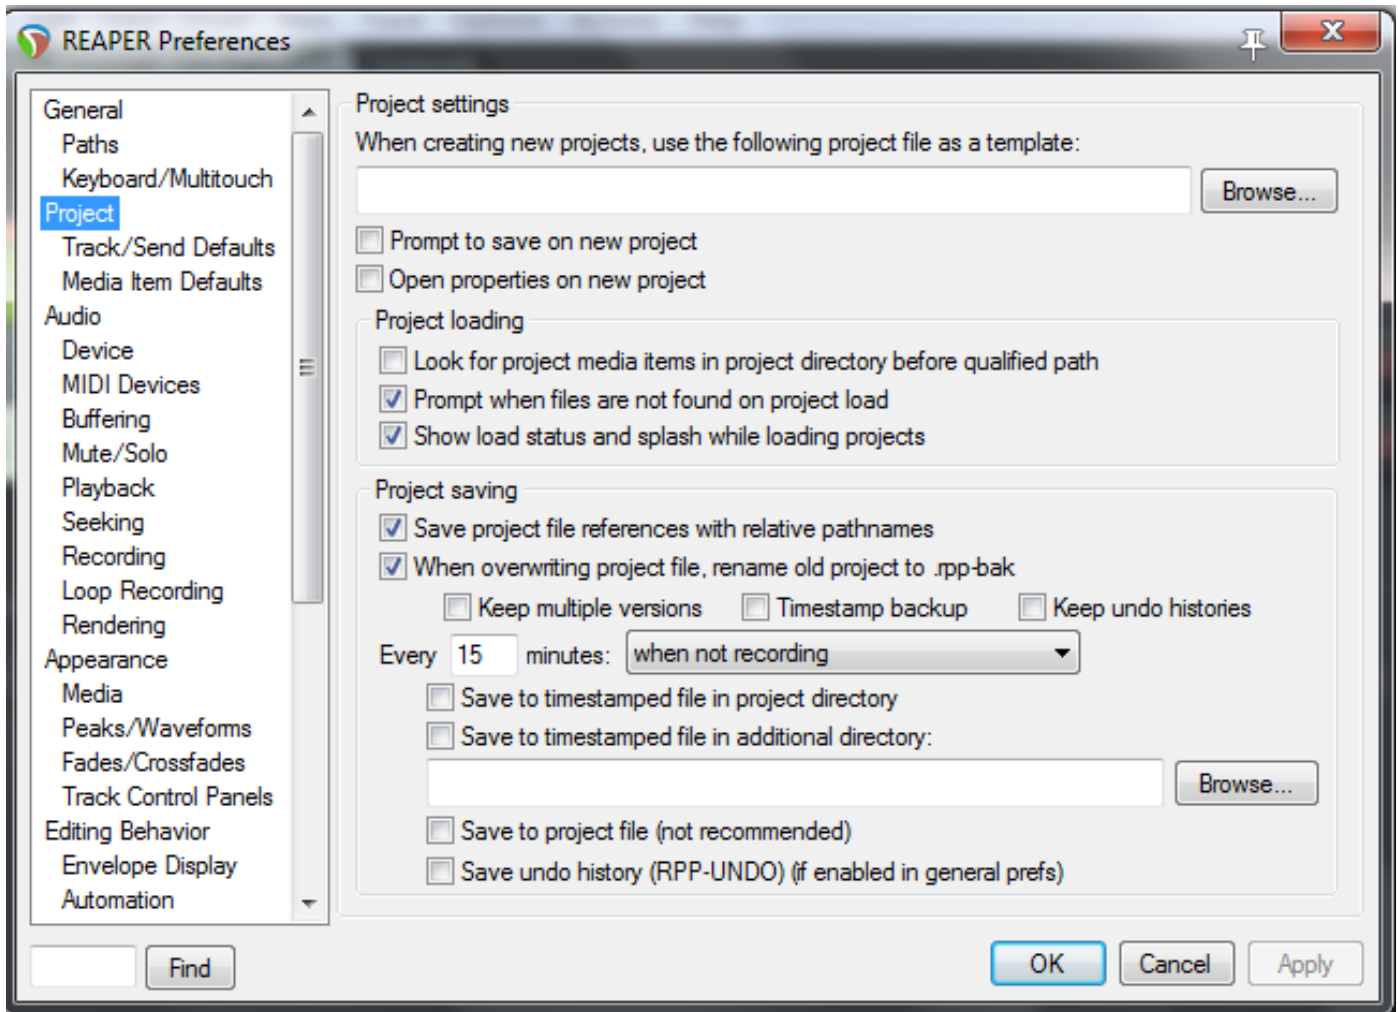 REAPER Preferences
General
Paths
Keyboard/Multitouch
Project
Track/Send Defaults
Media Item Defaults
Audio
Device
MIDI Devices
Buffering
Mute/Solo
Playback
Seeking
Recording
Loop Recording
Rendering
Appearance
Media
Peaks/Waveforms
Fades/Crossfades
Track Control Panels
Editing Behavior
Envelope Display
Automation
Find
Project settings
When creating new projects, use the following project file as a template:
Browse...
Prompt to save on new project
Open properties on new project
Project loading
Look for project media items in project directory before qualified path
Prompt when files are not found on project load
Show load status and splash while loading projects
Project saving
Save project file references with relative pathnames
When overwriting project file, rename old project to .rpp-bak
Keep multiple versions Timestamp backup Keep undo histories
Every 15 minutes: when not recording
Save to timestamped file in project directory
Save to timestamped file in additional directory:
Browse...
Save to project file (not recommended)
Save undo history (RPP-UNDO) (if enabled in general prefs)
OK Cancel Apply